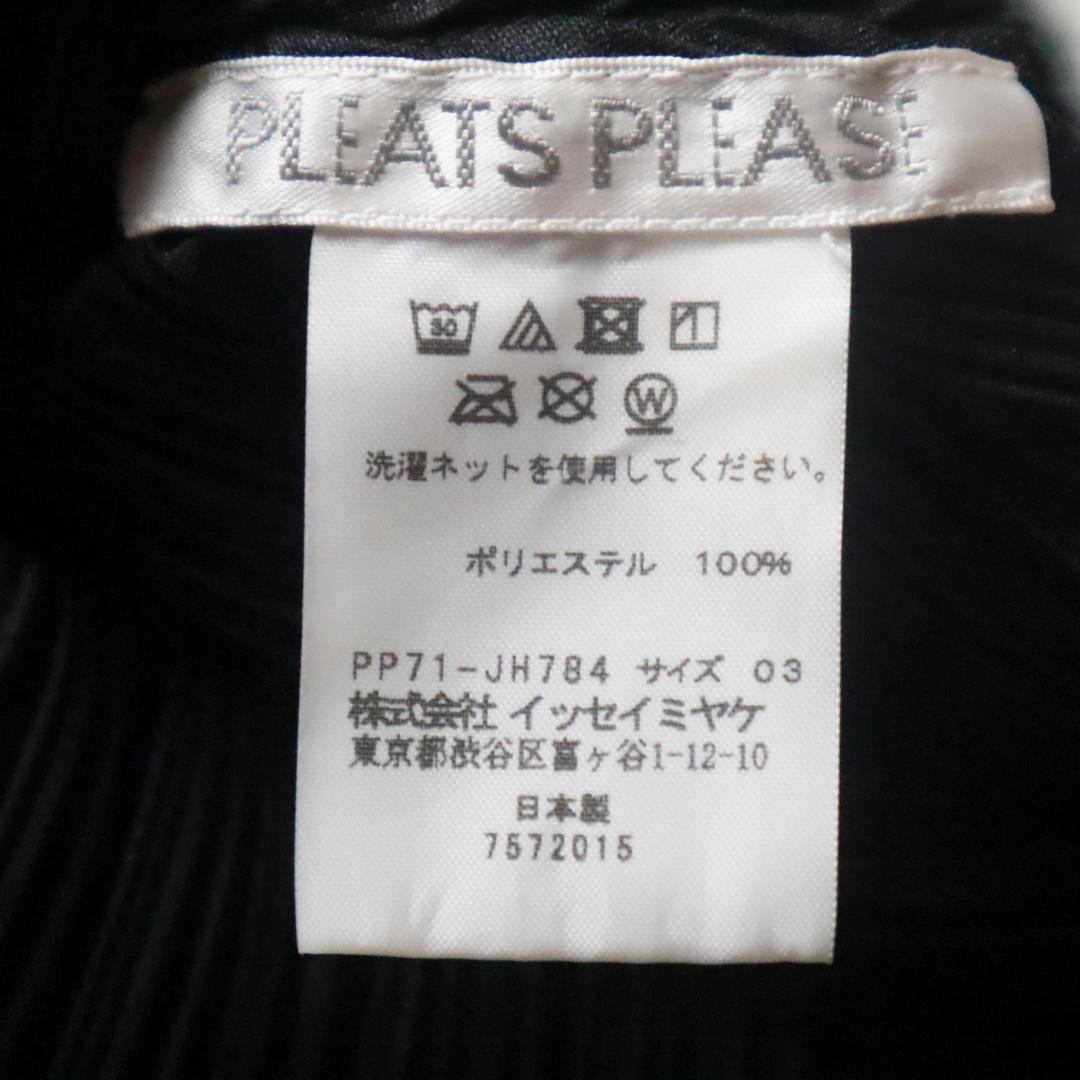 PLEATS PLEASE
30
W
洗濯ネットを使用してください。
ポリエステル 100%
PP71-JH784 サイズ 03
株式会社 イッセイミヤケ
東京都渋谷区富ヶ谷1-12-10
日本製
7572015